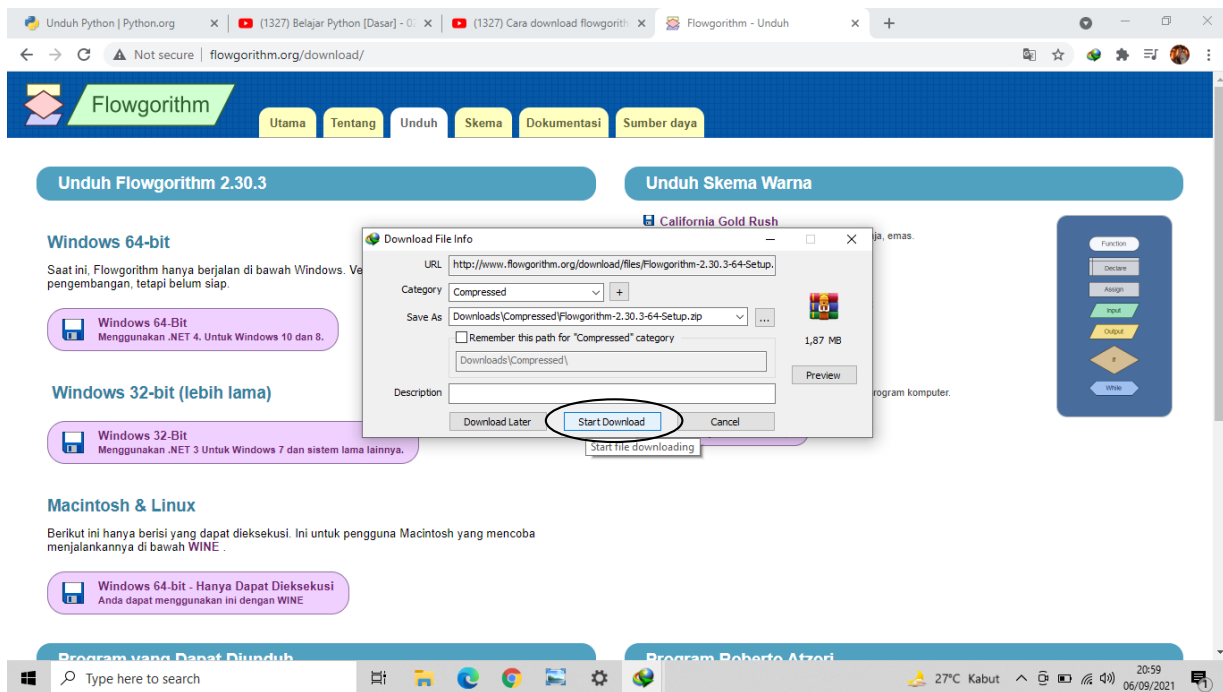 Unduh Python | Python.org
(1327) Belajar Python [Dasar] - 0
(1327) Cara download flowgorith
Flowgorithm - Unduh
Not secure | flowgorithm.org/download/
Flowgorithm
Utama Tentang Unduh Skema Dokumentasi Sumber daya
Unduh Flowgorithm 2.30.3
Windows 64-bit
Saat ini, Flowgorithm hanya berjalan di bawah Windows. Ve
pengembangan, tetapi belum siap.
Windows 64-Bit
Menggunakan .NET 4. Untuk Windows 10 dan 8.
Windows 32-bit (lebih lama)
Windows 32-Bit
Menggunakan .NET 3 Untuk Windows 7 dan sistem lama lainnya.
Macintosh & Linux
Berikut ini hanya berisi yang dapat dieksekusi. Ini untuk pengguna Macintosh yang mencoba
menjalankannya di bawah WINE .
Windows 64-bit - Hanya Dapat Dieksekusi
Anda dapat menggunakan ini dengan WINE
Program yang Dapat Diunduh
Unduh Skema Warna
California Gold Rush
ja, emas.
rogram komputer.
Function
Declare
Assign
Input
Output
If
While
Program Roberto Atzori
Download File Info
URL http://www.flowgorithm.org/download/files/Flowgorithm-2.30.3-64-Setup.
Category Compressed +
Save As Downloads\Compressed\Flowgorithm-2.30.3-64-Setup.zip ...
Remember this path for "Compressed" category
Downloads\Compressed\
1,87 MB
Preview
Description
Download Later Start Download Cancel
Start file downloading
Type here to search
27°C Kabut
20:59
06/09/2021
1